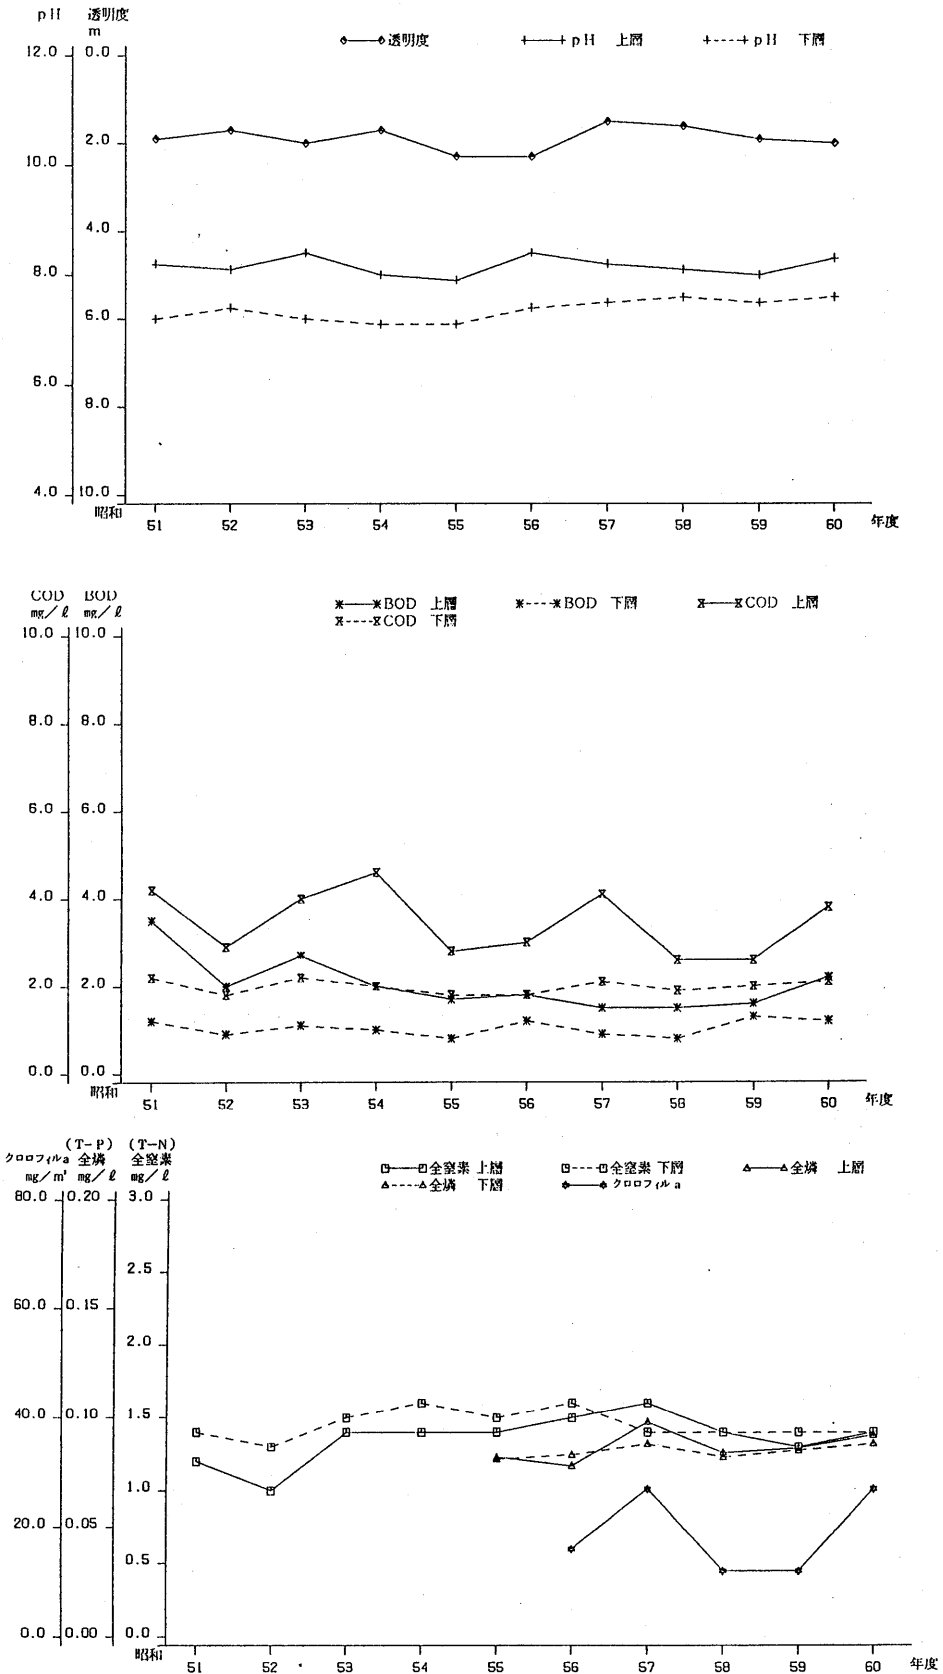 pH 透明度
m
透明度 pH 上層 pH 下層
12.0 0.0
2.0
10.0
4.0
8.0
6.0
6.0
8.0
4.0 10.0
昭和 51 52 53 54 55 56 57 58 59 60 年度
COD BOD
mg/ℓ mg/ℓ
BOD 上層 BOD 下層 COD 上層
COD 下層
10.0 10.0
8.0 8.0
6.0 6.0
4.0 4.0
2.0 2.0
0.0 0.0
昭和 51 52 53 54 55 56 57 58 59 60 年度
(T-P) (T-N)
クロロフィルa 全燐 全窒素
mg/m³ mg/ℓ mg/ℓ
全窒素 上層 全窒素 下層 全燐 上層
全燐 下層 クロロフィルa
80.0 0.20 3.0
2.5
60.0 0.15
2.0
40.0 0.10 1.5
1.0
20.0 0.05
0.5
0.0 0.00 0.0
昭和 51 52 53 54 55 56 57 58 59 60 年度